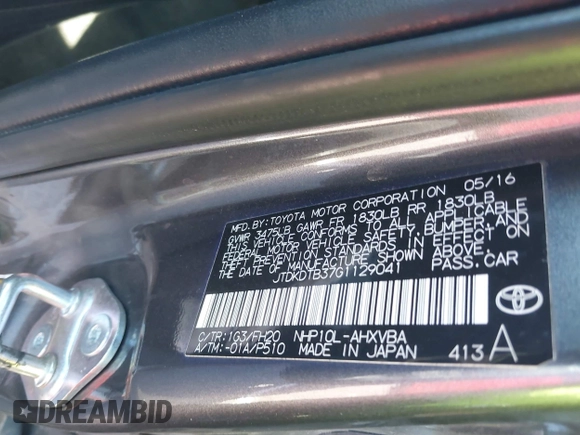 MFD. BY: TOYOTA MOTOR CORPORATION 05/16
GVWR 3475LB GAWR FR 1830LB RR 1830LB
THIS VEHICLE CONFORMS TO ALL APPLICABLE
FEDERAL MOTOR VEHICLE SAFETY, BUMPER, AND
THEFT PREVENTION STANDARDS IN EFFECT ON
THE DATE OF MANUFACTURE SHOWN ABOVE.
JTDKDTB37G1129041 PASS.CAR
C/TR:1G3/FH20 NHP10L-AHXVBA
A/TM:-01A/P510 MADE IN JAPAN 413 A
TOYOTA
DREAMBID